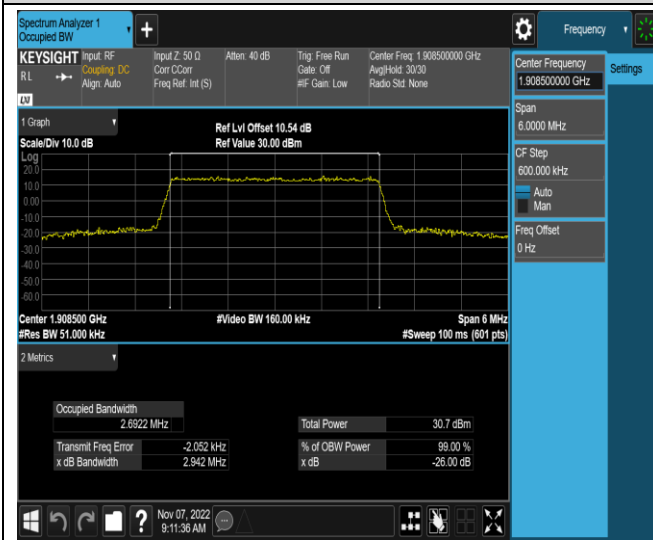 Spectrum Analyzer 1
Occupied BW
+
Frequency
KEYSIGHT
Input: RF
Input Z: 50 Ω
Atten: 40 dB
Trig: Free Run
Center Freq: 1.908500000 GHz
RL
Coupling: DC
Corr CCorr
Gate: Off
Avg|Hold: 30/30
Align: Auto
Freq Ref: Int (S)
#IF Gain: Low
Radio Std: None
LXI
Center Frequency
1.908500000 GHz
Settings
Span
6.0000 MHz
CF Step
600.000 kHz
Auto
Man
Freq Offset
0 Hz
1 Graph
Ref Lvl Offset 10.54 dB
Scale/Div 10.0 dB
Ref Value 30.00 dBm
Log
20.0
10.0
0.00
-10.0
-20.0
-30.0
-40.0
-50.0
-60.0
Center 1.908500 GHz
#Video BW 160.00 kHz
Span 6 MHz
#Res BW 51.000 kHz
#Sweep 100 ms (601 pts)
2 Metrics
Occupied Bandwidth
2.6922 MHz
Total Power
30.7 dBm
Transmit Freq Error
-2.052 kHz
% of OBW Power
99.00 %
x dB Bandwidth
2.942 MHz
x dB
-26.00 dB
?
Nov 07, 2022
9:11:36 AM